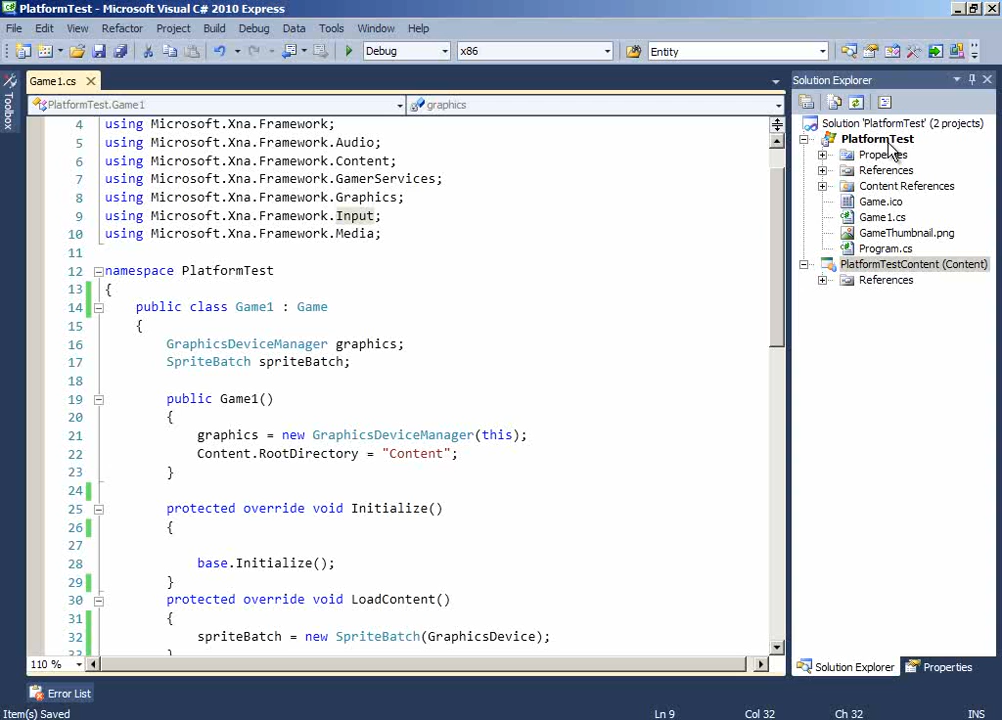 PlatformTest - Microsoft Visual C# 2010 Express
File Edit View Refactor Project Build Debug Data Tools Window Help
Debug x86 Entity
Game1.cs
Solution Explorer
Toolbox
PlatformTest.Game1 graphics
4 using Microsoft.Xna.Framework;
5 using Microsoft.Xna.Framework.Audio;
6 using Microsoft.Xna.Framework.Content;
7 using Microsoft.Xna.Framework.GamerServices;
8 using Microsoft.Xna.Framework.Graphics;
9 using Microsoft.Xna.Framework.Input;
10 using Microsoft.Xna.Framework.Media;
11
12 namespace PlatformTest
13 {
14 public class Game1 : Game
15 {
16 GraphicsDeviceManager graphics;
17 SpriteBatch spriteBatch;
18
19 public Game1()
20 {
21 graphics = new GraphicsDeviceManager(this);
22 Content.RootDirectory = "Content";
23 }
24
25 protected override void Initialize()
26 {
27
28 base.Initialize();
29 }
30 protected override void LoadContent()
31 {
32 spriteBatch = new SpriteBatch(GraphicsDevice);
110 %
Solution 'PlatformTest' (2 projects)
PlatformTest
Properties
References
Content References
Game.ico
Game1.cs
GameThumbnail.png
Program.cs
PlatformTestContent (Content)
References
Solution Explorer Properties
Error List
Item(s) Saved Ln 9 Col 32 Ch 32 INS